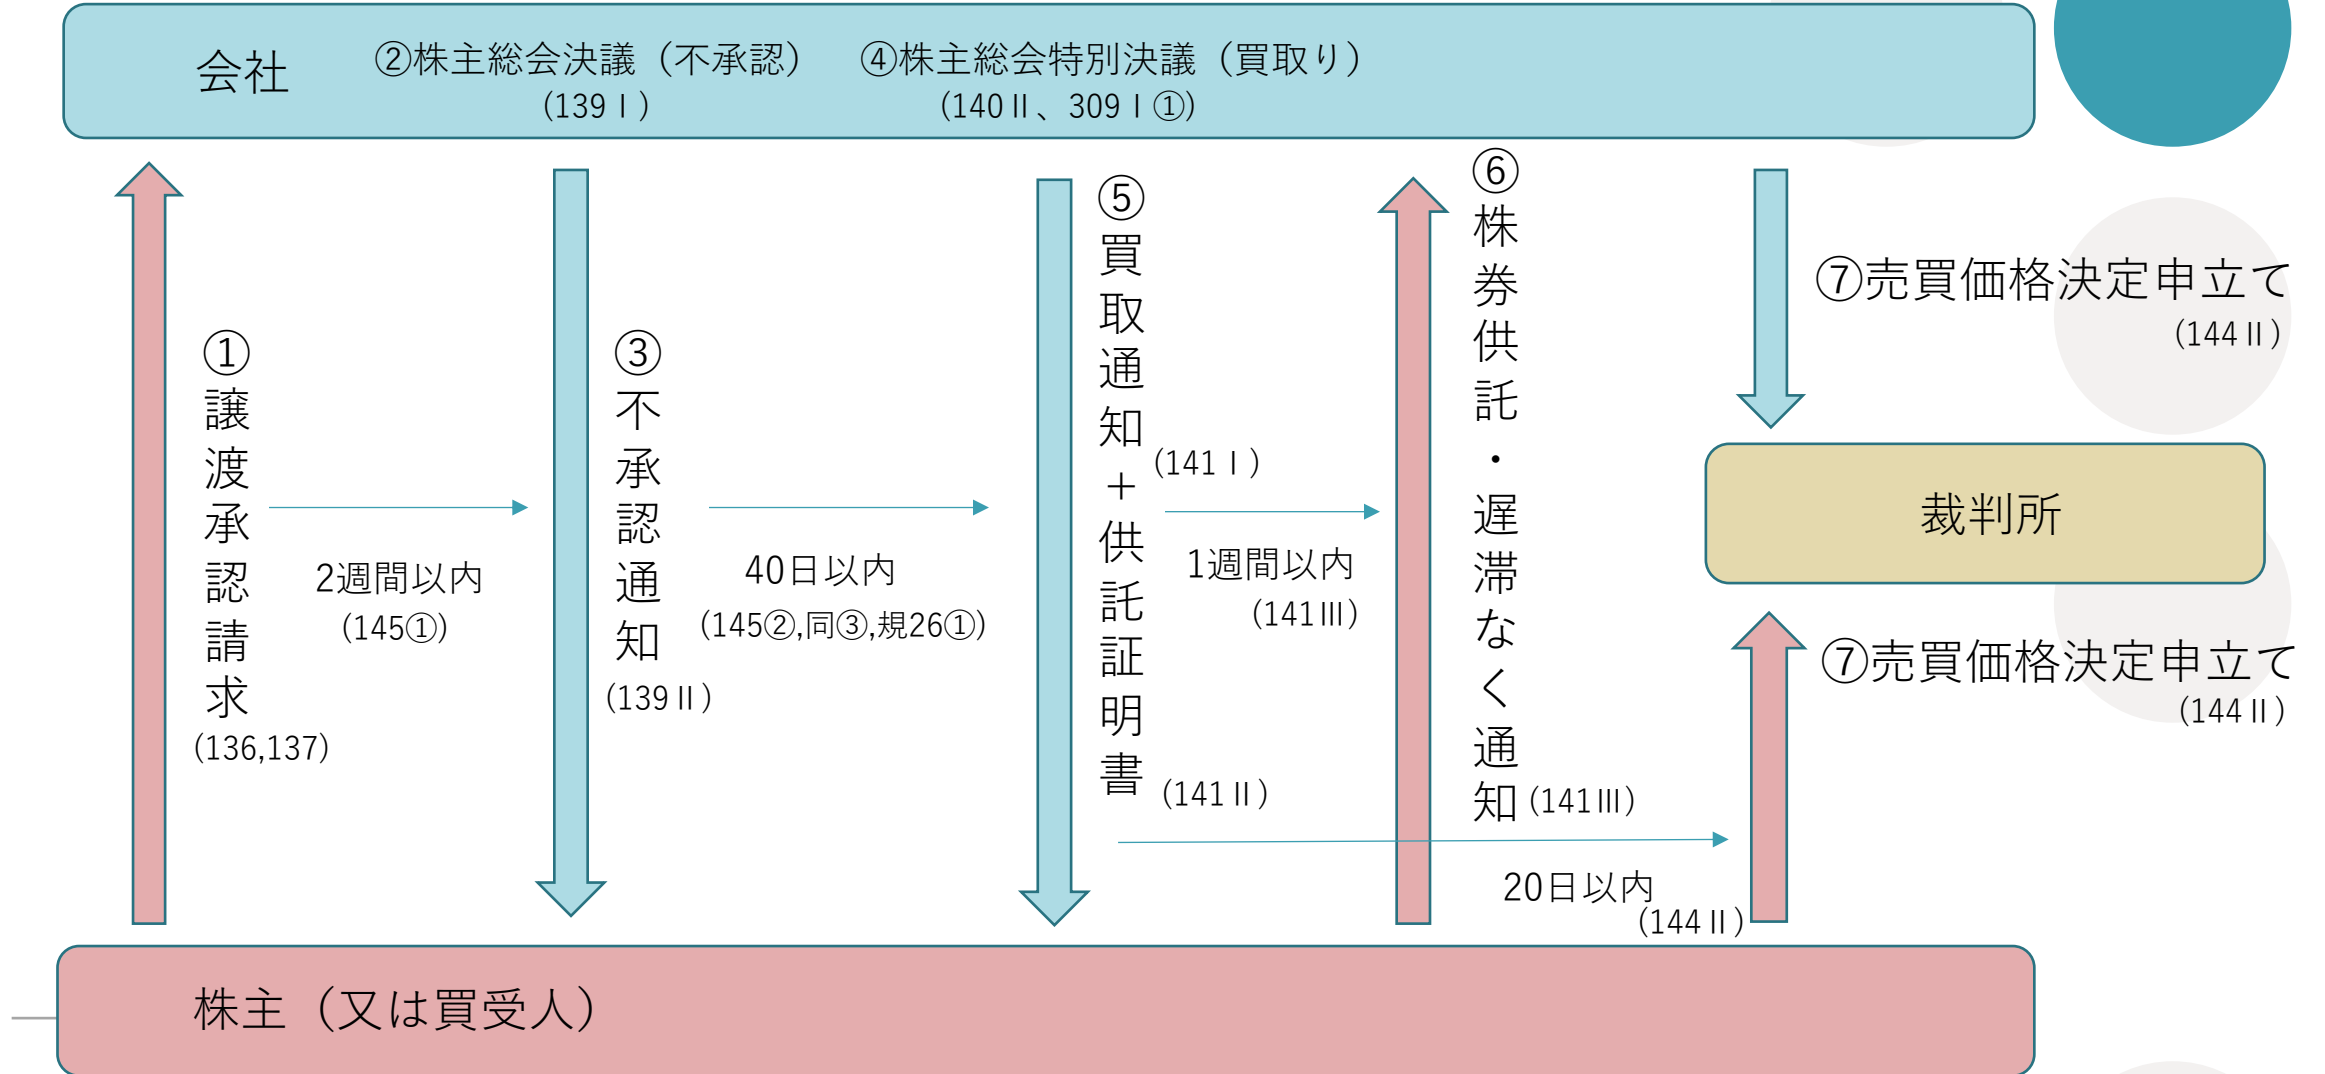 会社
②株主総会決議（不承認）
(139Ⅰ)
④株主総会特別決議（買取り）
(140Ⅱ、309Ⅰ①)
①譲渡承認請求
(136,137)
2週間以内
(145①)
③不承認通知
(139Ⅱ)
40日以内
(145②,同③,規26①)
⑤買取通知＋供託証明書
(141Ⅰ)
(141Ⅱ)
1週間以内
(141Ⅲ)
⑥株券供託・遅滞なく通知
(141Ⅲ)
20日以内
(144Ⅱ)
⑦売買価格決定申立て
(144Ⅱ)
裁判所
⑦売買価格決定申立て
(144Ⅱ)
株主（又は買受人）